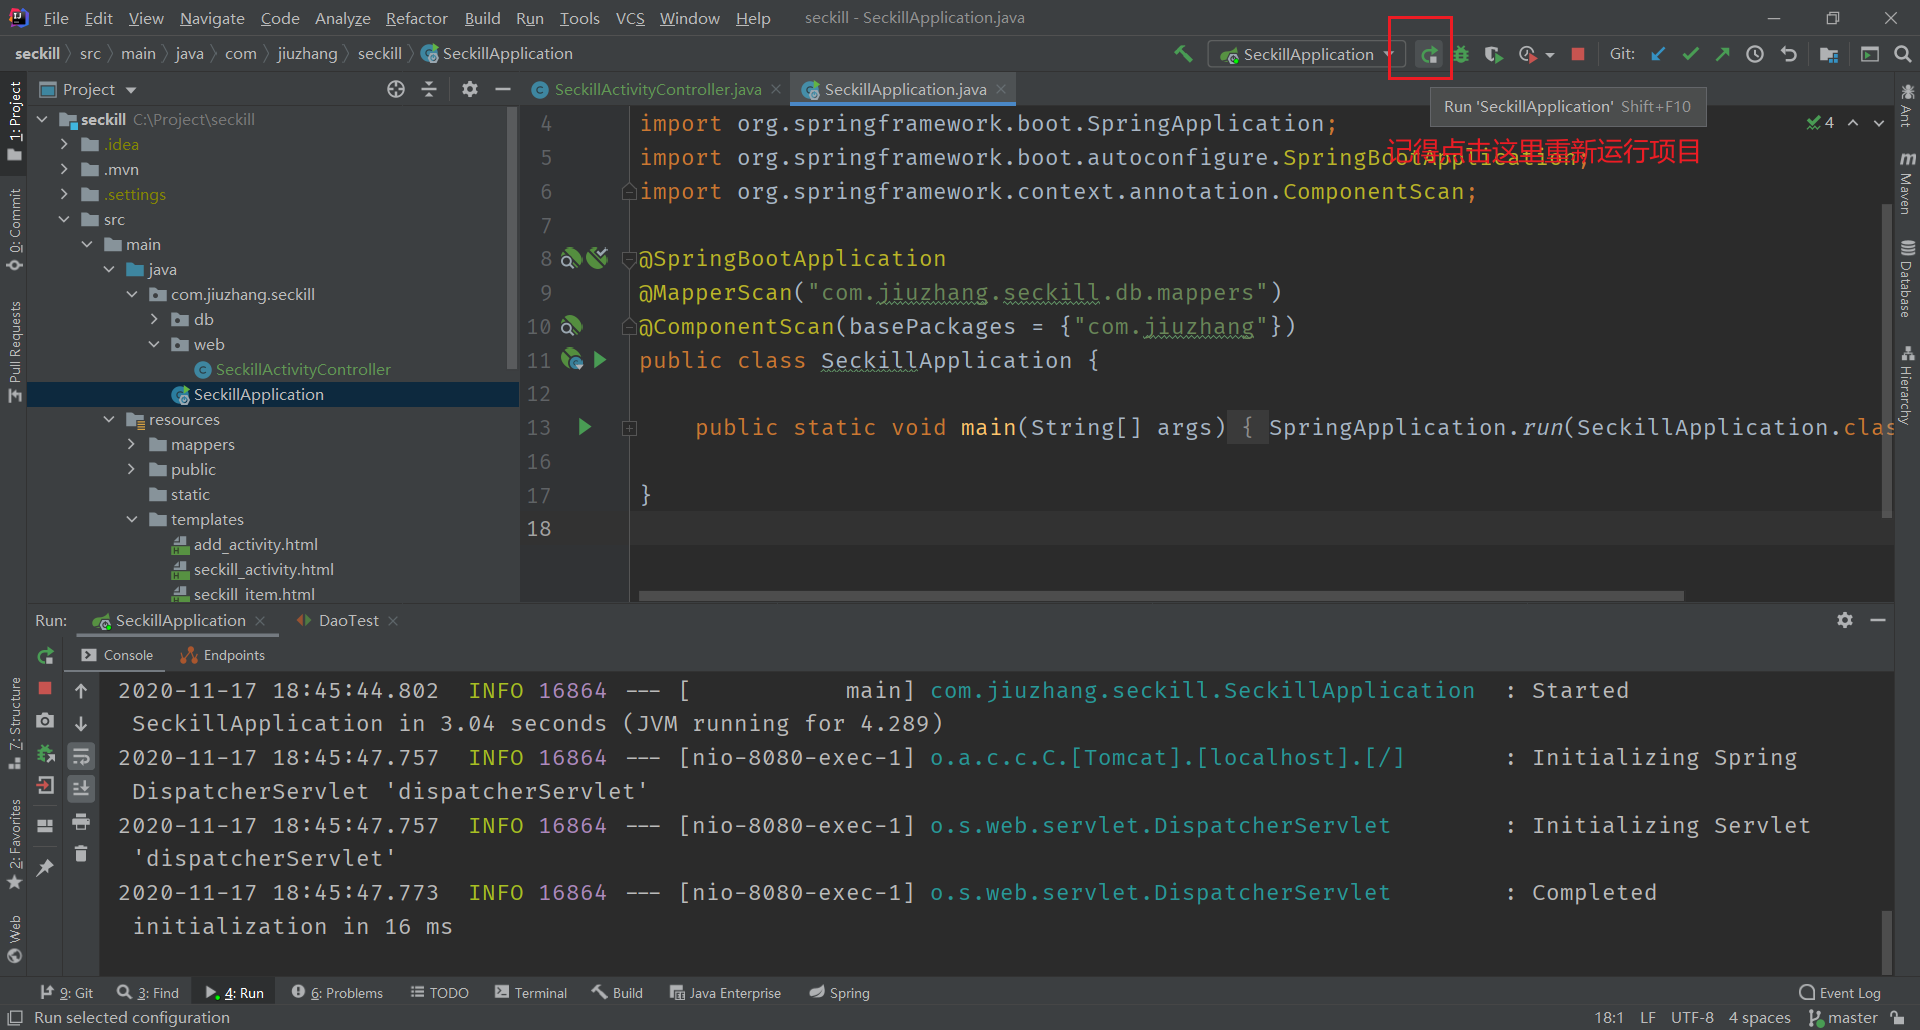 File Edit View Navigate Code Analyze Refactor Build Run Tools VCS Window Help seckill - SeckillApplication.java
seckill src main java com jiuzhang seckill SeckillApplication
SeckillApplication
Git:
Project
SeckillActivityController.java
SeckillApplication.java
Run 'SeckillApplication' Shift+F10
记得点击这里重新运行项目
1: Project
0: Commit
Pull Requests
7: Structure
2: Favorites
Web
seckill C:\Project\seckill
.idea
.mvn
.settings
src
main
java
com.jiuzhang.seckill
db
web
SeckillActivityController
SeckillApplication
resources
mappers
public
static
templates
add_activity.html
seckill_activity.html
seckill_item.html
4 import org.springframework.boot.SpringApplication;
5 import org.springframework.boot.autoconfigure.SpringBootApplication;
6 import org.springframework.context.annotation.ComponentScan;
7
8 @SpringBootApplication
9 @MapperScan("com.jiuzhang.seckill.db.mappers")
10 @ComponentScan(basePackages = {"com.jiuzhang"})
11 public class SeckillApplication {
12
13 public static void main(String[] args) { SpringApplication.run(SeckillApplication.clas
16
17 }
18
4
Ant
Maven
Database
Hierarchy
Run: SeckillApplication DaoTest
Console Endpoints
2020-11-17 18:45:44.802 INFO 16864 --- [ main] com.jiuzhang.seckill.SeckillApplication : Started
SeckillApplication in 3.04 seconds (JVM running for 4.289)
2020-11-17 18:45:47.757 INFO 16864 --- [nio-8080-exec-1] o.a.c.c.C.[Tomcat].[localhost].[/] : Initializing Spring
DispatcherServlet 'dispatcherServlet'
2020-11-17 18:45:47.757 INFO 16864 --- [nio-8080-exec-1] o.s.web.servlet.DispatcherServlet : Initializing Servlet
'dispatcherServlet'
2020-11-17 18:45:47.773 INFO 16864 --- [nio-8080-exec-1] o.s.web.servlet.DispatcherServlet : Completed
initialization in 16 ms
9: Git 3: Find 4: Run 6: Problems TODO Terminal Build Java Enterprise Spring Event Log
Run selected configuration 18:1 LF UTF-8 4 spaces master